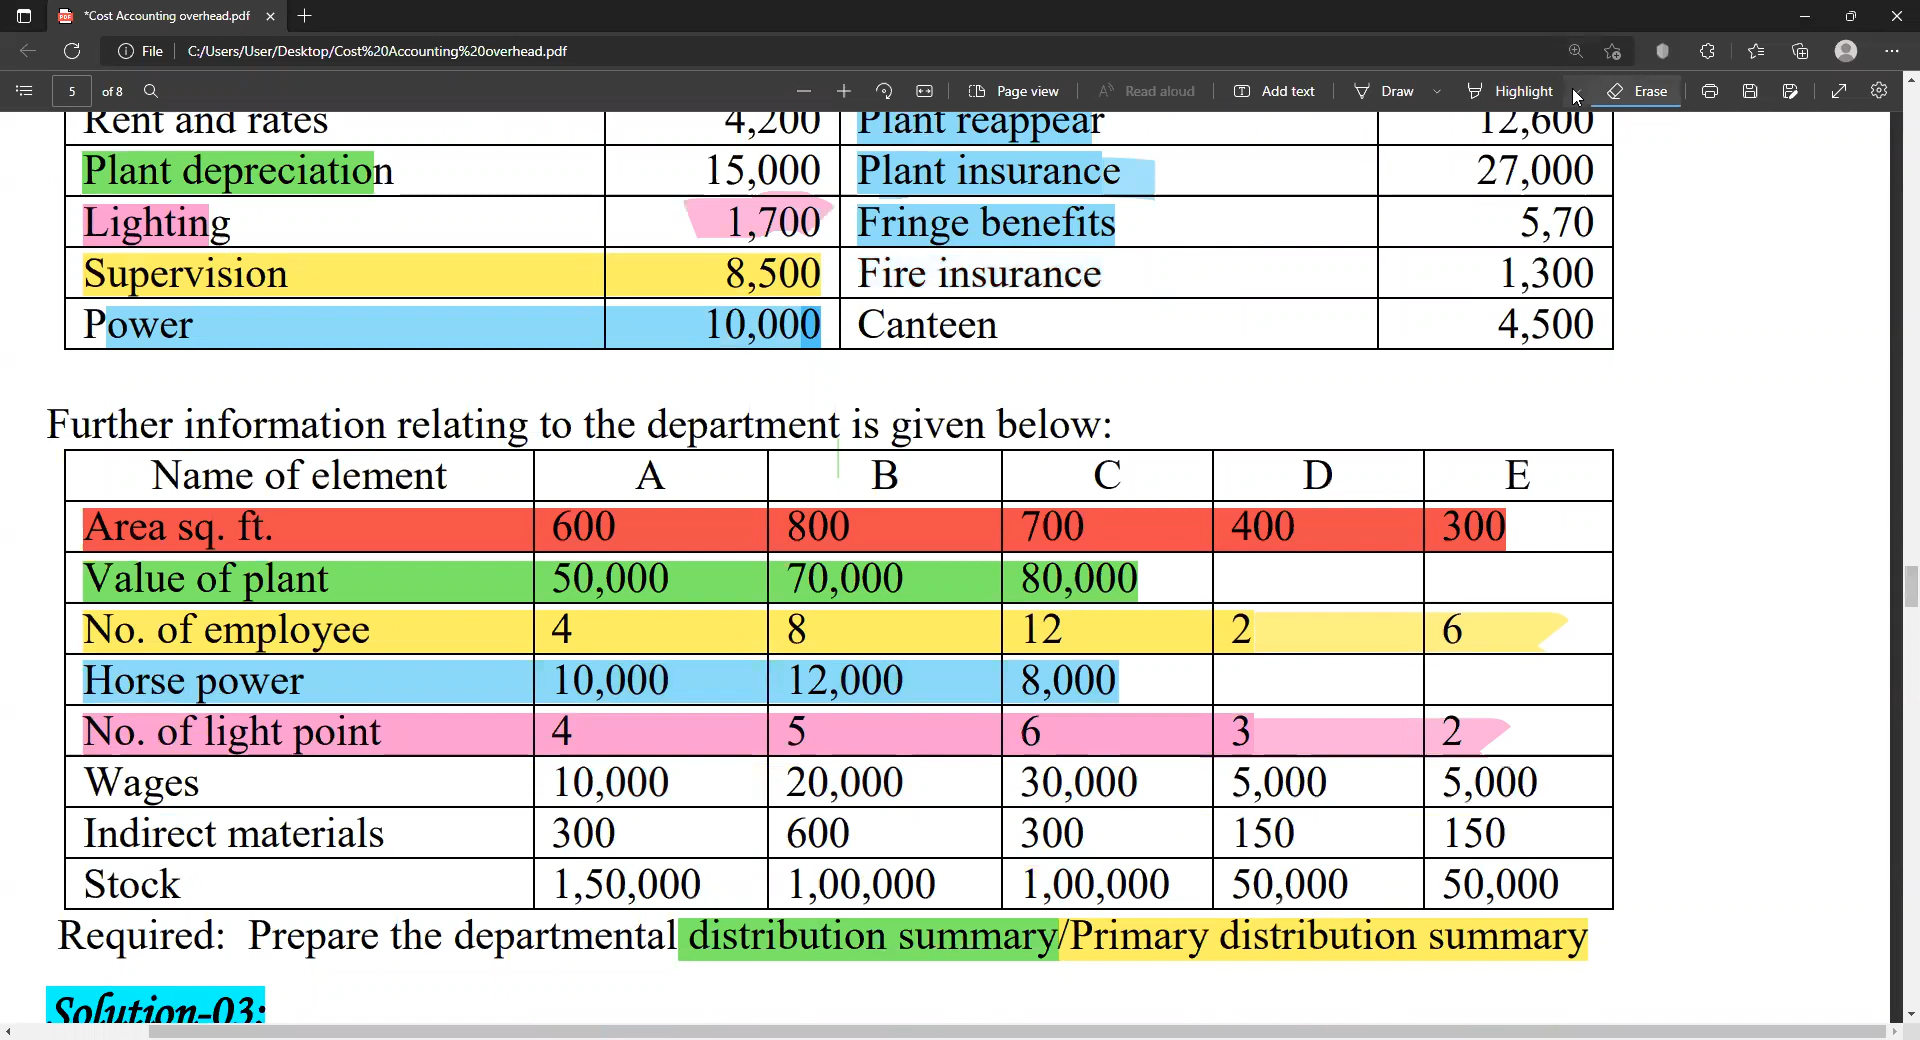 *Cost Accounting overhead.pdf
File C:/Users/User/Desktop/Cost%20Accounting%20overhead.pdf
5 of 8 Page view Read aloud Add text Draw Highlight Erase
Rent and rates 4,200 Plant reappear 12,600
Plant depreciation 15,000 Plant insurance 27,000
Lighting 1,700 Fringe benefits 5,70
Supervision 8,500 Fire insurance 1,300
Power 10,000 Canteen 4,500
Further information relating to the department is given below:
Name of element A B C D E
Area sq. ft. 600 800 700 400 300
Value of plant 50,000 70,000 80,000
No. of employee 4 8 12 2 6
Horse power 10,000 12,000 8,000
No. of light point 4 5 6 3 2
Wages 10,000 20,000 30,000 5,000 5,000
Indirect materials 300 600 300 150 150
Stock 1,50,000 1,00,000 1,00,000 50,000 50,000
Required: Prepare the departmental distribution summary/Primary distribution summary
Solution-03: